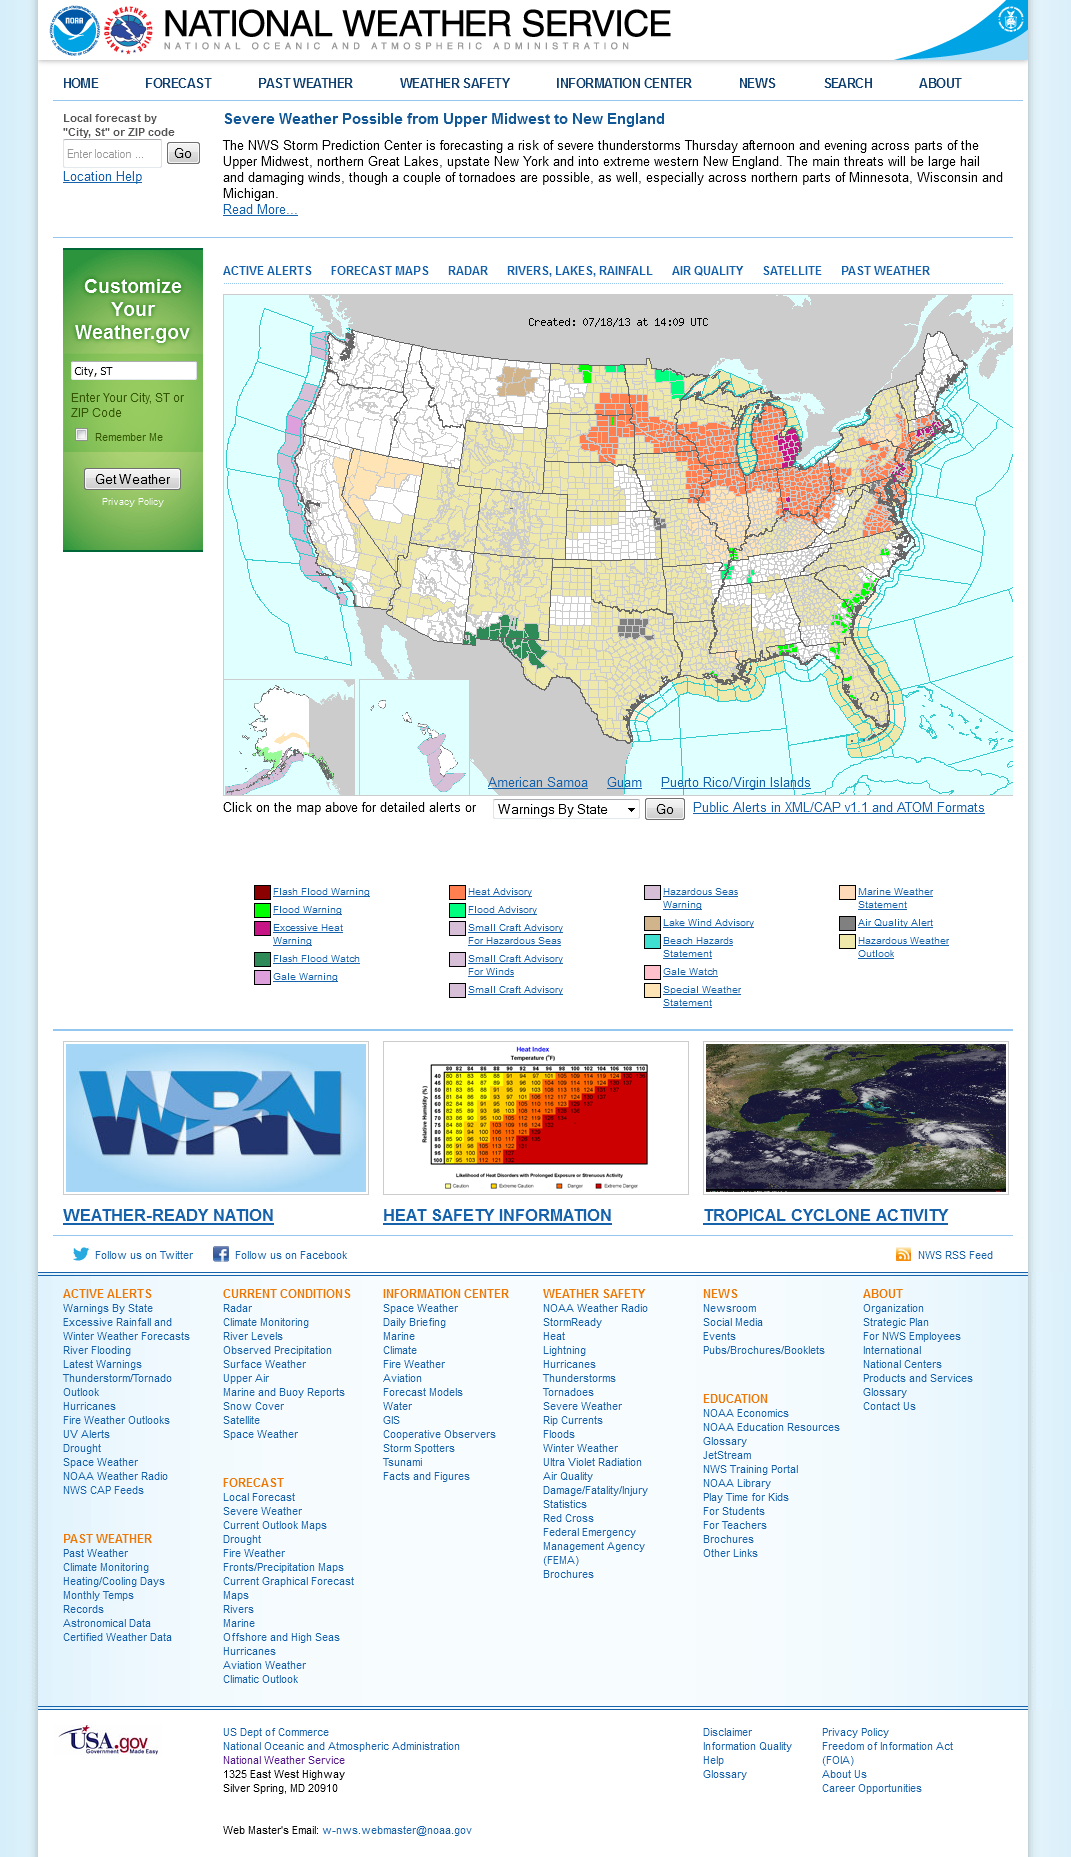 NATIONAL WEATHER SERVICE
NATIONAL OCEANIC AND ATMOSPHERIC ADMINISTRATION
HOME FORECAST PAST WEATHER WEATHER SAFETY INFORMATION CENTER NEWS SEARCH ABOUT
Local forecast by
"City, St" or ZIP code
Enter location ... Go
Location Help
Severe Weather Possible from Upper Midwest to New England
The NWS Storm Prediction Center is forecasting a risk of severe thunderstorms Thursday afternoon and evening across parts of the
Upper Midwest, northern Great Lakes, upstate New York and into extreme western New England. The main threats will be large hail
and damaging winds, though a couple of tornadoes are possible, as well, especially across northern parts of Minnesota, Wisconsin and
Michigan.
Read More...
Customize
Your
Weather.gov
City, ST
Enter Your City, ST or
ZIP Code
Remember Me
Get Weather
Privacy Policy
ACTIVE ALERTS FORECAST MAPS RADAR RIVERS, LAKES, RAINFALL AIR QUALITY SATELLITE PAST WEATHER
Created: 07/18/13 at 14:09 UTC
American Samoa Guam Puerto Rico/Virgin Islands
Click on the map above for detailed alerts or Warnings By State Go Public Alerts in XML/CAP v1.1 and ATOM Formats
Flash Flood Warning
Flood Warning
Excessive Heat
Warning
Flash Flood Watch
Gale Warning
Heat Advisory
Flood Advisory
Small Craft Advisory
For Hazardous Seas
Small Craft Advisory
For Winds
Small Craft Advisory
Hazardous Seas
Warning
Lake Wind Advisory
Beach Hazards
Statement
Gale Watch
Special Weather
Statement
Marine Weather
Statement
Air Quality Alert
Hazardous Weather
Outlook
WRN
Heat Index
Temperature (°F)
Relative Humidity (%)
Likelihood of Heat Disorders with Prolonged Exposure or Strenuous Activity
Caution Extreme Caution Danger Extreme Danger
WEATHER-READY NATION HEAT SAFETY INFORMATION TROPICAL CYCLONE ACTIVITY
Follow us on Twitter Follow us on Facebook NWS RSS Feed
ACTIVE ALERTS
Warnings By State
Excessive Rainfall and
Winter Weather Forecasts
River Flooding
Latest Warnings
Thunderstorm/Tornado
Outlook
Hurricanes
Fire Weather Outlooks
UV Alerts
Drought
Space Weather
NOAA Weather Radio
NWS CAP Feeds
PAST WEATHER
Past Weather
Climate Monitoring
Heating/Cooling Days
Monthly Temps
Records
Astronomical Data
Certified Weather Data
CURRENT CONDITIONS
Radar
Climate Monitoring
River Levels
Observed Precipitation
Surface Weather
Upper Air
Marine and Buoy Reports
Snow Cover
Satellite
Space Weather
FORECAST
Local Forecast
Severe Weather
Current Outlook Maps
Drought
Fire Weather
Fronts/Precipitation Maps
Current Graphical Forecast
Maps
Rivers
Marine
Offshore and High Seas
Hurricanes
Aviation Weather
Climatic Outlook
INFORMATION CENTER
Space Weather
Daily Briefing
Marine
Climate
Fire Weather
Aviation
Forecast Models
Water
GIS
Cooperative Observers
Storm Spotters
Tsunami
Facts and Figures
WEATHER SAFETY
NOAA Weather Radio
StormReady
Heat
Lightning
Hurricanes
Thunderstorms
Tornadoes
Severe Weather
Rip Currents
Floods
Winter Weather
Ultra Violet Radiation
Air Quality
Damage/Fatality/Injury
Statistics
Red Cross
Federal Emergency
Management Agency
(FEMA)
Brochures
NEWS
Newsroom
Social Media
Events
Pubs/Brochures/Booklets
EDUCATION
NOAA Economics
NOAA Education Resources
Glossary
JetStream
NWS Training Portal
NOAA Library
Play Time for Kids
For Students
For Teachers
Brochures
Other Links
ABOUT
Organization
Strategic Plan
For NWS Employees
International
National Centers
Products and Services
Glossary
Contact Us
USA.gov
Government Made Easy
US Dept of Commerce
National Oceanic and Atmospheric Administration
National Weather Service
1325 East West Highway
Silver Spring, MD 20910
Web Master's Email: w-nws.webmaster@noaa.gov
Disclaimer
Information Quality
Help
Glossary
Privacy Policy
Freedom of Information Act
(FOIA)
About Us
Career Opportunities